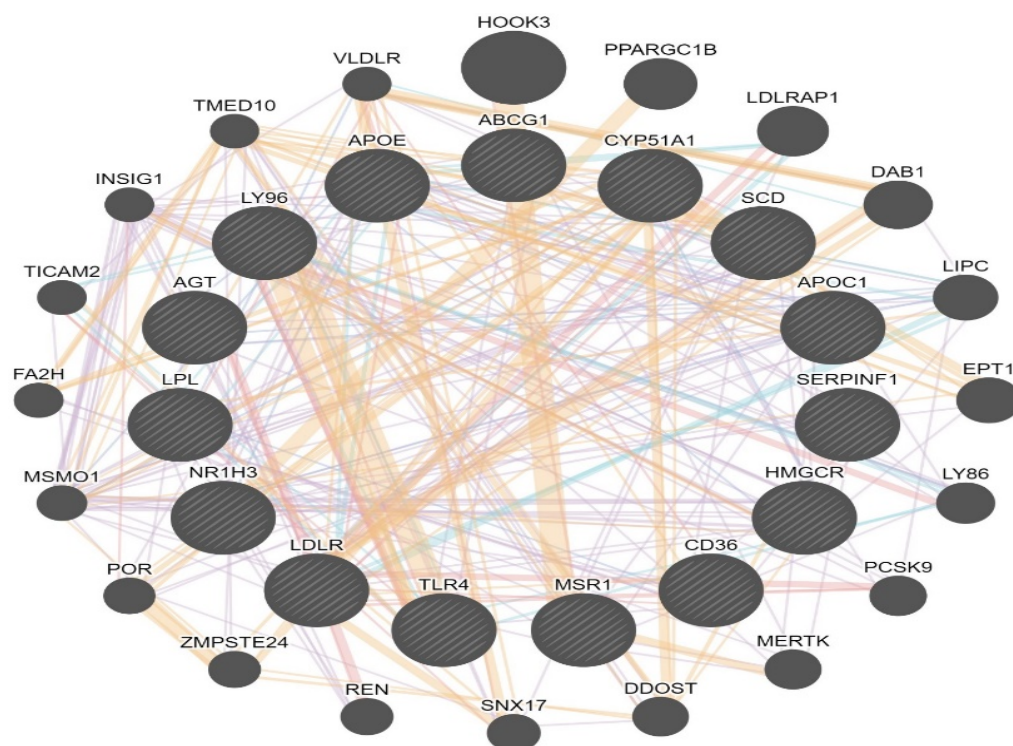 HOOK3
PPARGC1B
VLDLR
LDLRAP1
TMED10
ABCG1
CYP51A1
APOE
DAB1
INSIG1
LY96
SCD
LIPC
TICAM2
AGT
APOC1
EPT1
FA2H
LPL
SERPINF1
MSMO1
NR1H3
HMGCR
LY86
LDLR
CD36
POR
TLR4
MSR1
PCSK9
ZMPSTE24
MERTK
REN
SNX17
DDOST